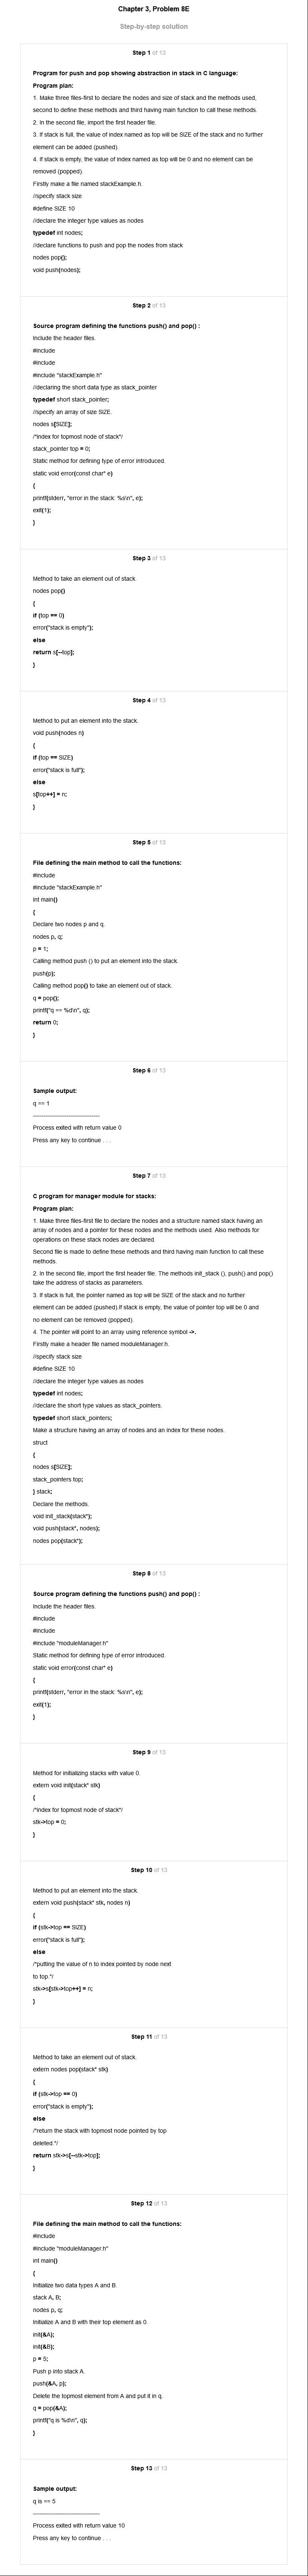 Chapter 3, Problem 8E
Step-by-step solution
Step 1 of 13
Program for push and pop showing abstraction in stack in C language:
Program plan:
1. Make three files-first to declare the nodes and size of stack and the methods used,
second to define these methods and third having main function to call these methods.
2. In the second file, import the first header file.
3. If stack is full, the value of index named as top will be SIZE of the stack and no further
element can be added (pushed).
4. If stack is empty, the value of index named as top will be 0 and no element can be
removed (popped).
Firstly make a file named stackExample.h.
//specify stack size
#define SIZE 10
//declare the integer type values as nodes
typedef int nodes;
//declare functions to push and pop the nodes from stack
nodes pop();
void push(nodes);
Step 2 of 13
Source program defining the functions push() and pop() :
Include the header files.
#include
#include
#include "stackExample.h"
//declaring the short data type as stack_pointer
typedef short stack_pointer;
//specify an array of size SIZE.
nodes s[SIZE];
/*index for topmost node of stack*/
stack_pointer top = 0;
Static method for defining type of error introduced.
static void error(const char* e)
{
printf(stderr, "error in the stack: %s\n", e);
exit(1);
}
Step 3 of 13
Method to take an element out of stack.
nodes pop()
{
if (top == 0)
error("stack is empty");
else
return s[--top];
}
Step 4 of 13
Method to put an element into the stack.
void push(nodes n)
{
if (top == SIZE)
error("stack is full");
else
s[top++] = n;
}
Step 5 of 13
File defining the main method to call the functions:
#include
#include "stackExample.h"
int main()
{
Declare two nodes p and q.
nodes p, q;
p = 1;
Calling method push () to put an element into the stack.
push(p);
Calling method pop() to take an element out of stack.
q = pop();
printf("q == %d\n", q);
return 0;
}
Step 6 of 13
Sample output:
q == 1
--------------------------------
Process exited with return value 0
Press any key to continue . . .
Step 7 of 13
C program for manager module for stacks:
Program plan:
1. Make three files-first file to declare the nodes and a structure named stack having an
array of nodes and a pointer for these nodes and the methods used. Also methods for
operations on these stack nodes are declared.
Second file is made to define these methods and third having main function to call these
methods.
2. In the second file, import the first header file. The methods init_stack (), push() and pop()
take the address of stacks as parameters.
3. If stack is full, the pointer named as top will be SIZE of the stack and no further
element can be added (pushed).If stack is empty, the value of pointer top will be 0 and
no element can be removed (popped).
4. The pointer will point to an array using reference symbol ->.
Firstly make a header file named moduleManager.h.
//specify stack size
#define SIZE 10
//declare the integer type values as nodes
typedef int nodes;
//declare the short type values as stack_pointers.
typedef short stack_pointers;
Make a structure having an array of nodes and an index for these nodes.
struct
{
nodes s[SIZE];
stack_pointers top;
} stack;
Declare the methods.
void init_stack(stack*);
void push(stack*, nodes);
nodes pop(stack*);
Step 8 of 13
Source program defining the functions push() and pop() :
Include the header files.
#include
#include
#include "moduleManager.h"
Static method for defining type of error introduced.
static void error(const char* e)
{
printf(stderr, "error in the stack: %s\n", e);
exit(1);
}
Step 9 of 13
Method for initializing stacks with value 0.
extern void init(stack* stk)
{
/*index for topmost node of stack*/
stk->top = 0;
}
Step 10 of 13
Method to put an element into the stack.
extern void push(stack* stk, nodes n)
{
if (stk->top == SIZE)
error("stack is full");
else
/*putting the value of n to index pointed by node next
to top.*/
stk->s[stk->top++] = n;
}
Step 11 of 13
Method to take an element out of stack.
extern nodes pop(stack* stk)
{
if (stk->top == 0)
error("stack is empty");
else
/*return the stack with topmost node pointed by top
deleted.*/
return stk->s[--stk->top];
}
Step 12 of 13
File defining the main method to call the functions:
#include
#include "moduleManager.h"
int main()
{
Initialize two data types A and B.
stack A, B;
nodes p, q;
Initialize A and B with their top element as 0.
init(&A);
init(&B);
p = 5;
Push p into stack A.
push(&A, p);
Delete the topmost element from A and put it in q.
q = pop(&A);
printf("q is %d\n", q);
}
Step 13 of 13
Sample output:
q is == 5
--------------------------------
Process exited with return value 10
Press any key to continue . . .